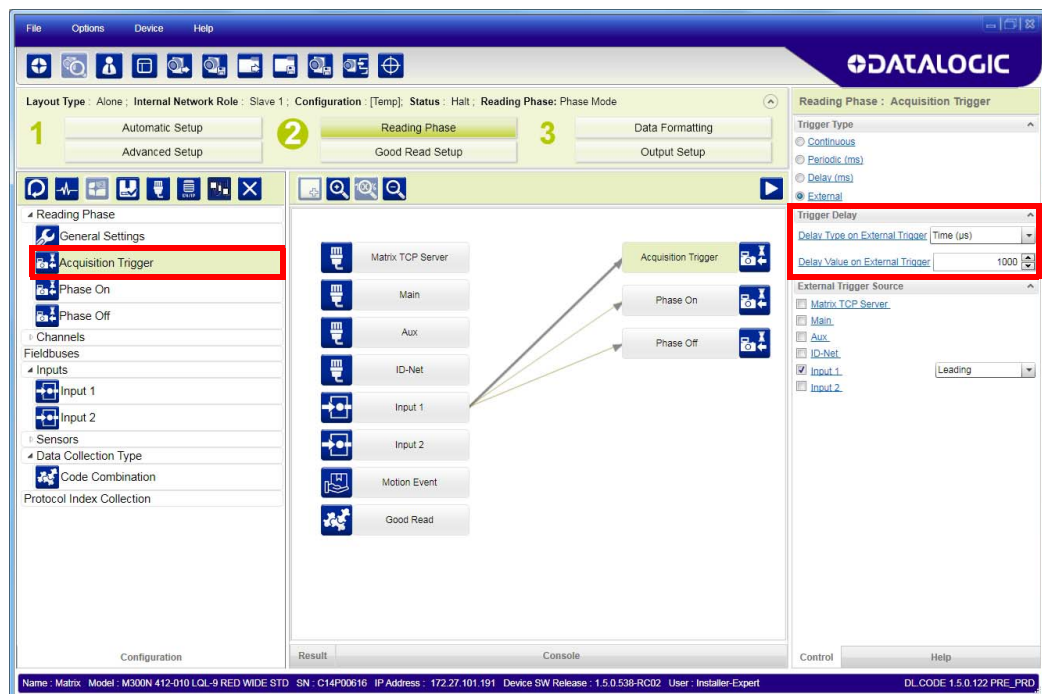 File Options Device Help
DATALOGIC
Layout Type : Alone ; Internal Network Role : Slave 1 ; Configuration : [Temp]; Status : Halt ; Reading Phase: Phase Mode
1
Automatic Setup
Advanced Setup
2
Reading Phase
Good Read Setup
3
Data Formatting
Output Setup
Reading Phase
General Settings
Acquisition Trigger
Phase On
Phase Off
Channels
Fieldbuses
Inputs
Input 1
Input 2
Sensors
Data Collection Type
Code Combination
Protocol Index Collection
Configuration
Matrix TCP Server
Main
Aux
ID-Net
Input 1
Input 2
Motion Event
Good Read
Acquisition Trigger
Phase On
Phase Off
Result Console
Reading Phase : Acquisition Trigger
Trigger Type
Continuous
Periodic (ms)
Delay (ms)
External
Trigger Delay
Delay Type on External Trigger Time (µs)
Delay Value on External Trigger 1000
External Trigger Source
Matrix TCP Server
Main
Aux
ID-Net
Input 1 Leading
Input 2
Control Help
Name : Matrix Model : M300N 412-010 LQL-9 RED WIDE STD SN : C14P00616 IP Address : 172.27.101.191 Device SW Release : 1.5.0.538-RC02 User : Installer-Expert DL.CODE 1.5.0.122 PRE_PRD